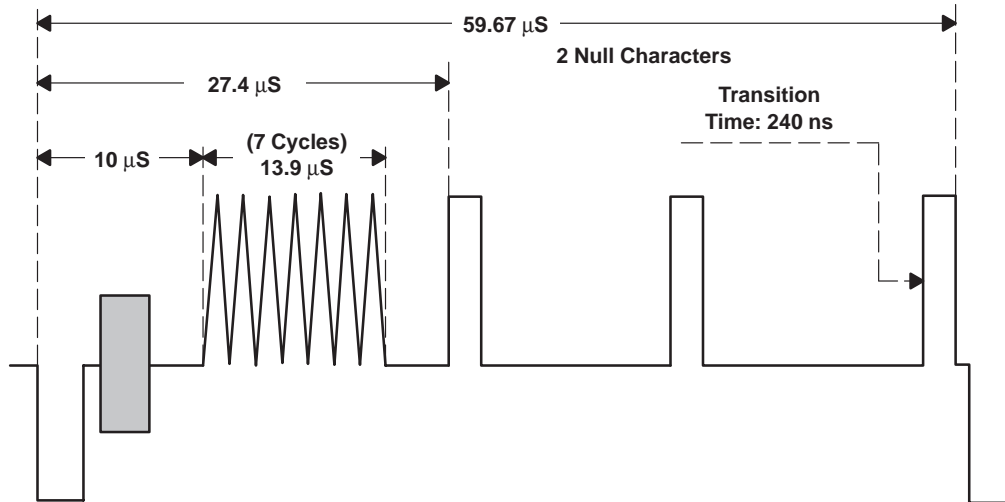 59.67 μS
2 Null Characters
27.4 μS
Transition
Time: 240 ns
(7 Cycles)
10 μS
13.9 μS